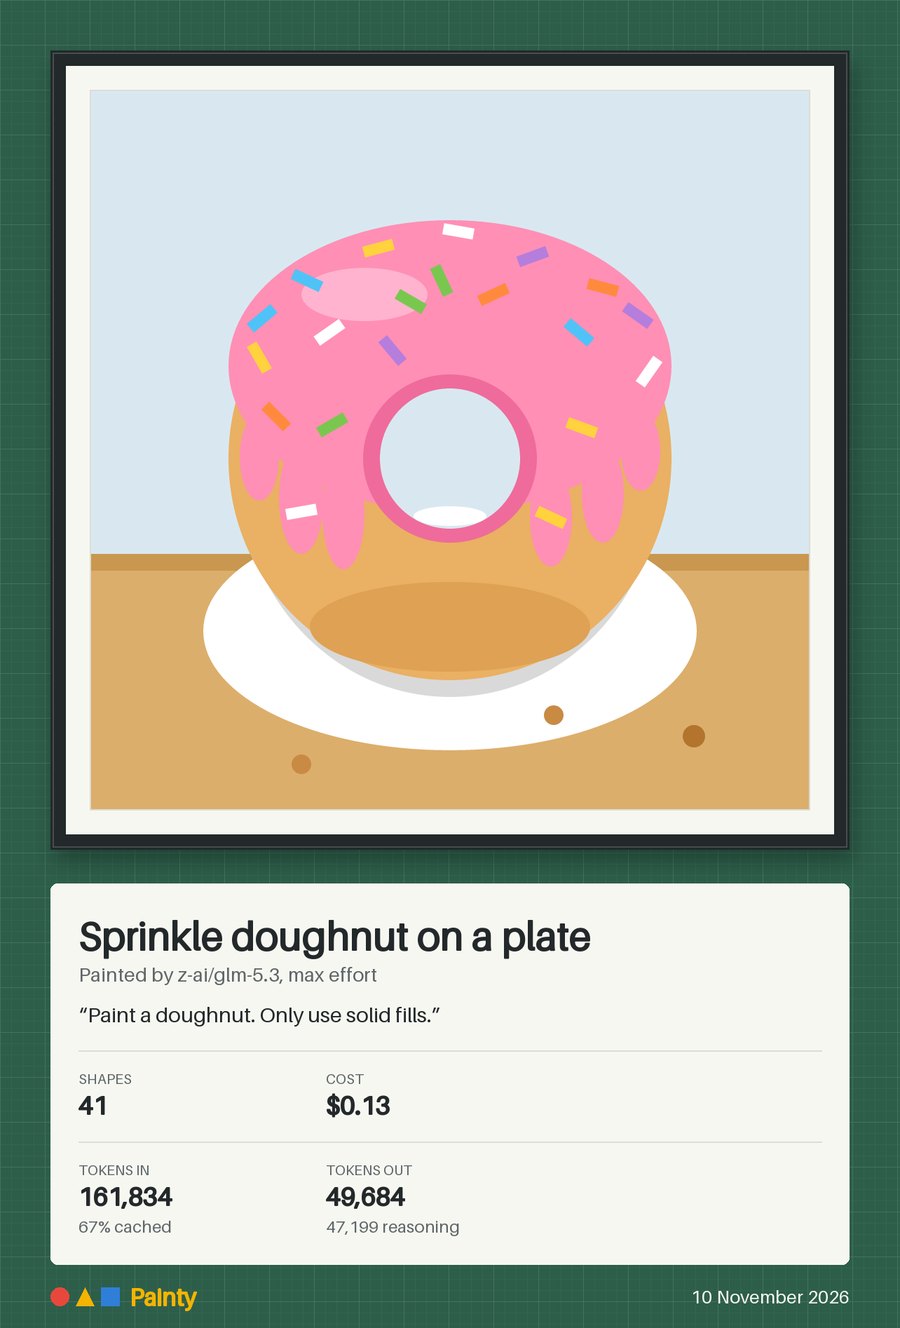 Sprinkle doughnut on a plate
Painted by z-ai/glm-5.3, max effort
“Paint a doughnut. Only use solid fills.”
SHAPES COST
41 $0.13
TOKENS IN TOKENS OUT
161,834 49,684
67% cached 47,199 reasoning
Painty 10 November 2026